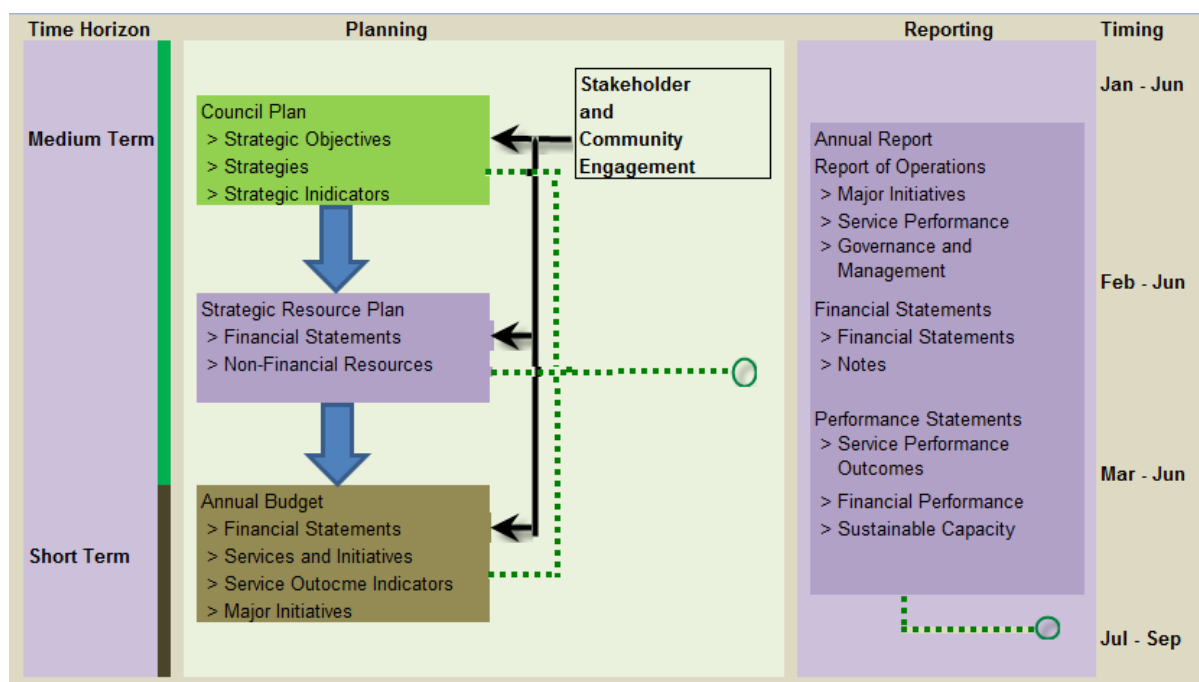 Time Horizon
Planning
Reporting
Timing
Medium Term
Short Term
Council Plan
> Strategic Objectives
> Strategies
> Strategic Inidicators
Stakeholder
and
Community
Engagement
Strategic Resource Plan
> Financial Statements
> Non-Financial Resources
Annual Budget
> Financial Statements
> Services and Initiatives
> Service Outocme Indicators
> Major Initiatives
Annual Report
Report of Operations
> Major Initiatives
> Service Performance
> Governance and
Management
Financial Statements
> Financial Statements
> Notes
Performance Statements
> Service Performance
Outcomes
> Financial Performance
> Sustainable Capacity
Jan - Jun
Feb - Jun
Mar - Jun
Jul - Sep